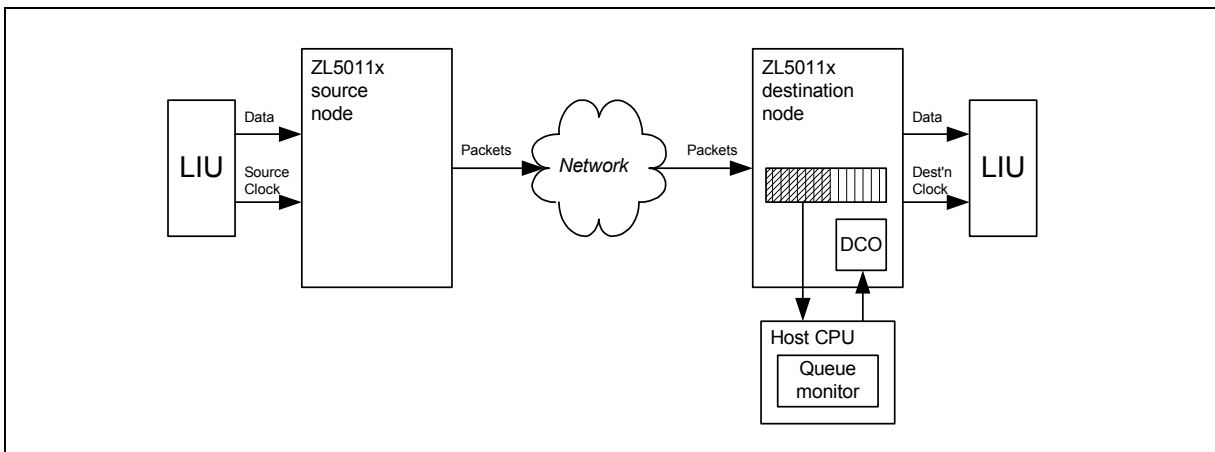 LIU
Data
Source
Clock
ZL5011x
source
node
Packets
Network
Packets
ZL5011x
destination
node
DCO
Data
Dest'n
Clock
LIU
Host CPU
Queue
monitor